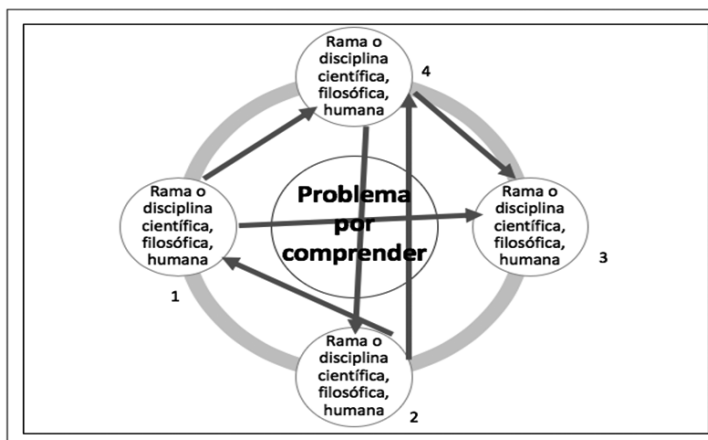 Rama o
disciplina
científica,
filosófica,
humana
4
Rama o
disciplina
científica,
filosófica,
humana
1
Problema
por
comprender
Rama o
disciplina
científica,
filosófica,
humana
3
Rama o
disciplina
científica,
filosófica,
humana
2